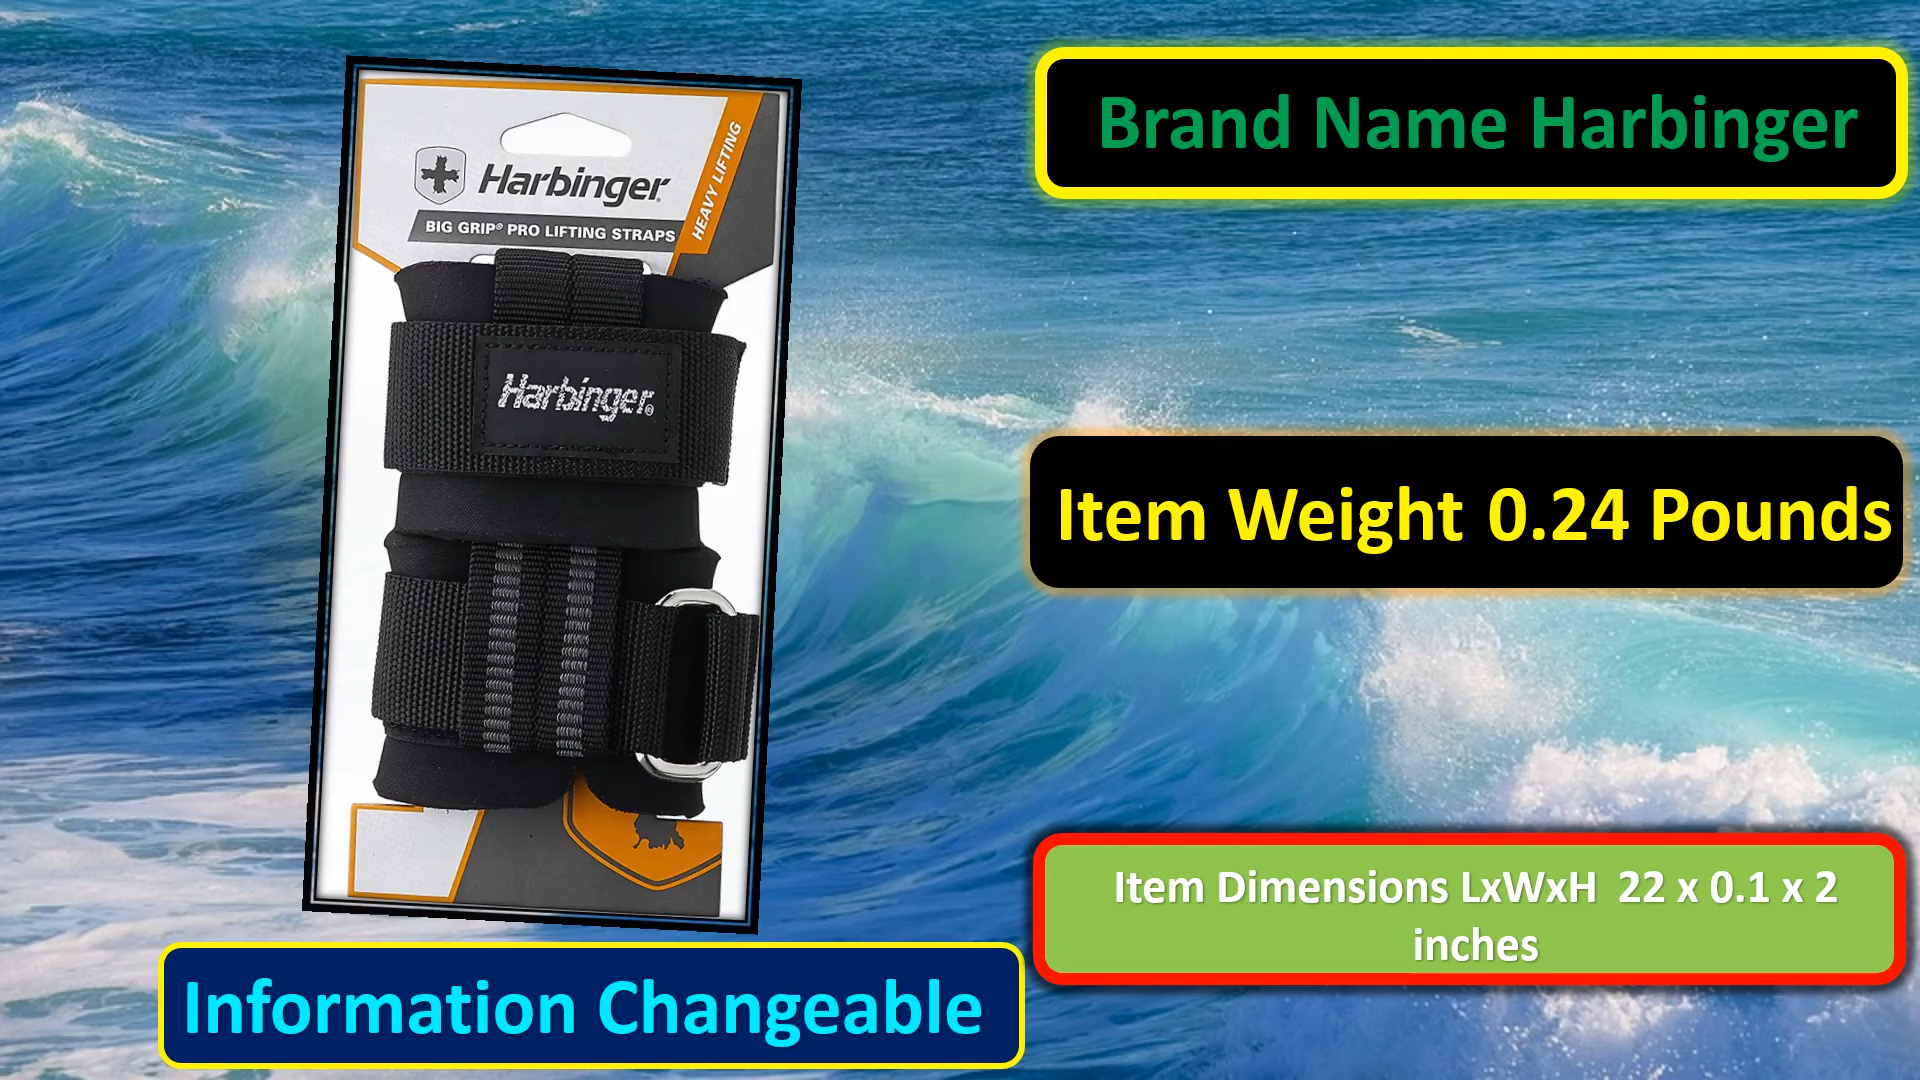 Harbinger
BIG GRIP® PRO LIFTING STRAPS
HEAVY LIFTING
Harbinger®
Brand Name Harbinger
Item Weight 0.24 Pounds
Item Dimensions LxWxH 22 x 0.1 x 2
inches
Information Changeable